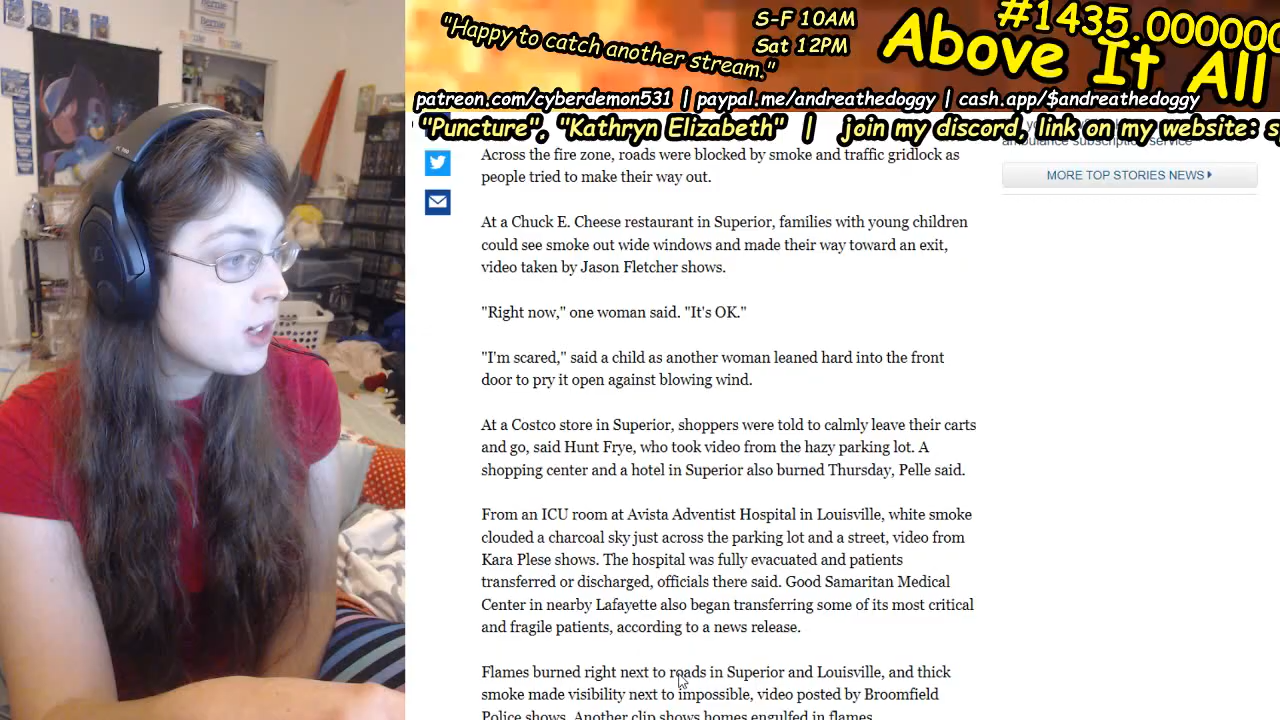 "Happy to catch another stream."
S-F 10AM
Sat 12PM
#1435.000000
Above It All
patreon.com/cyberdemon531 | paypal.me/andreathedoggy | cash.app/$andreathedoggy
"Puncture", "Kathryn Elizabeth" | join my discord, link on my website: s
ambulance subscription service
MORE TOP STORIES NEWS
Across the fire zone, roads were blocked by smoke and traffic gridlock as
people tried to make their way out.
At a Chuck E. Cheese restaurant in Superior, families with young children
could see smoke out wide windows and made their way toward an exit,
video taken by Jason Fletcher shows.
"Right now," one woman said. "It's OK."
"I'm scared," said a child as another woman leaned hard into the front
door to pry it open against blowing wind.
At a Costco store in Superior, shoppers were told to calmly leave their carts
and go, said Hunt Frye, who took video from the hazy parking lot. A
shopping center and a hotel in Superior also burned Thursday, Pelle said.
From an ICU room at Avista Adventist Hospital in Louisville, white smoke
clouded a charcoal sky just across the parking lot and a street, video from
Kara Plese shows. The hospital was fully evacuated and patients
transferred or discharged, officials there said. Good Samaritan Medical
Center in nearby Lafayette also began transferring some of its most critical
and fragile patients, according to a news release.
Flames burned right next to roads in Superior and Louisville, and thick
smoke made visibility next to impossible, video posted by Broomfield
Police shows. Another clip shows homes engulfed in flames.